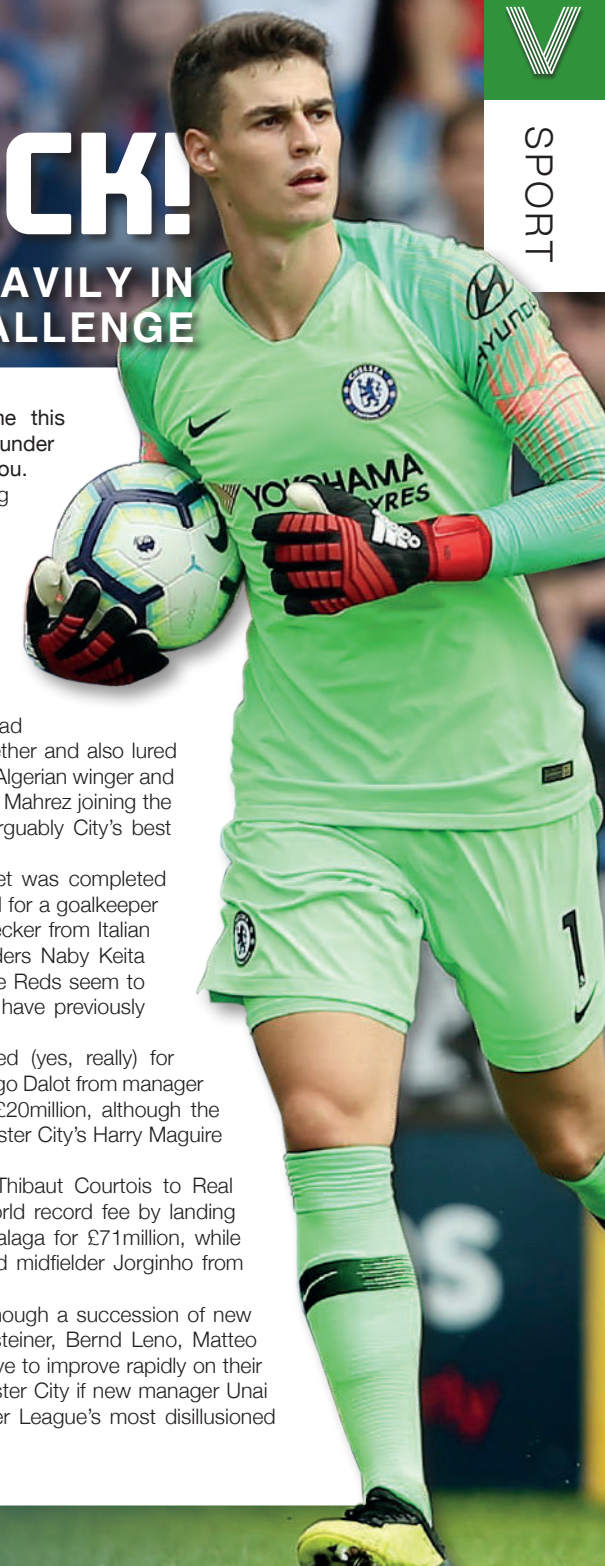 V
SPORT
CK!
AVILY IN
ALLENGE
HYUNDAI
CHELSEA
YOKOHAMA
TYRES
adidas
1
me this
under
ou.
g
ad
ether and also lured
Algerian winger and
Mahrez joining the
rguably City's best
et was completed
d for a goalkeeper
ecker from Italian
ders Naby Keita
e Reds seem to
have previously
ed (yes, really) for
go Dalot from manager
£20million, although the
ster City's Harry Maguire
Thibaut Courtois to Real
orld record fee by landing
alaga for £71million, while
d midfielder Jorginho from
hough a succession of new
steiner, Bernd Leno, Matteo
ve to improve rapidly on their
ster City if new manager Unai
er League's most disillusioned